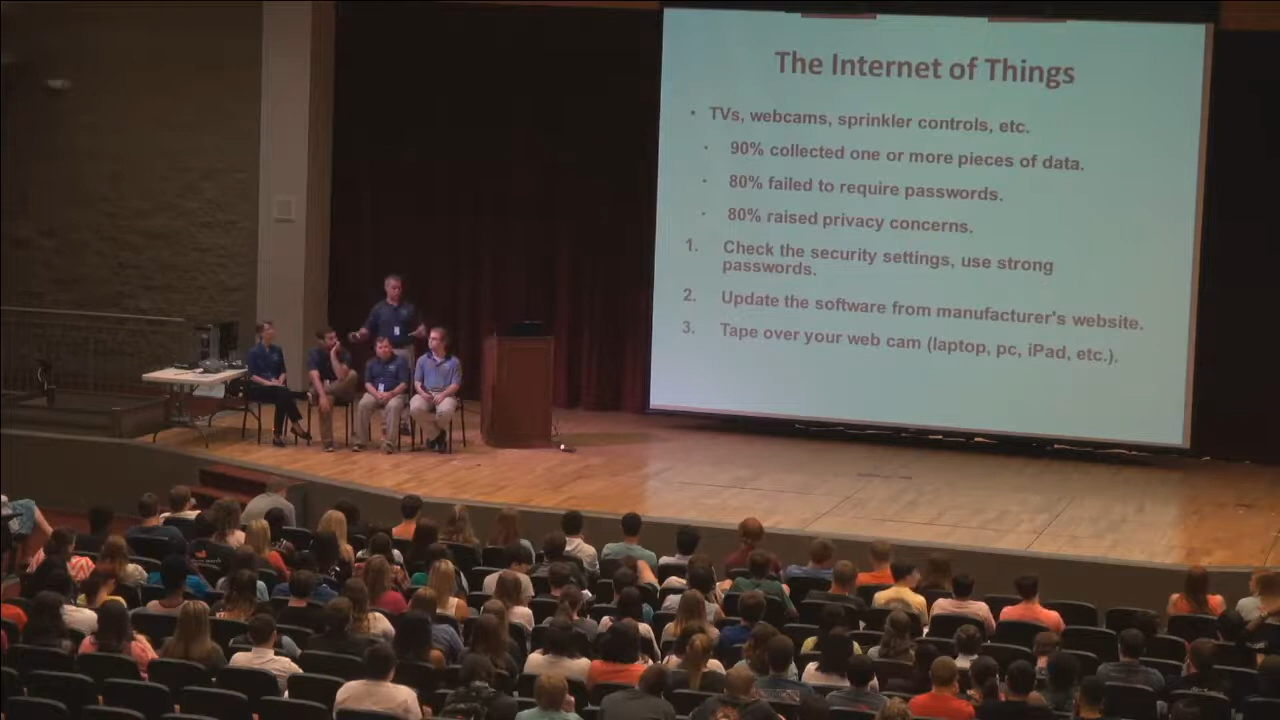 The Internet of Things
• TVs, webcams, sprinkler controls, etc.
• 90% collected one or more pieces of data.
• 80% failed to require passwords.
• 80% raised privacy concerns.
1. Check the security settings, use strong
passwords.
2. Update the software from manufacturer's website.
3. Tape over your web cam (laptop, pc, iPad, etc.).